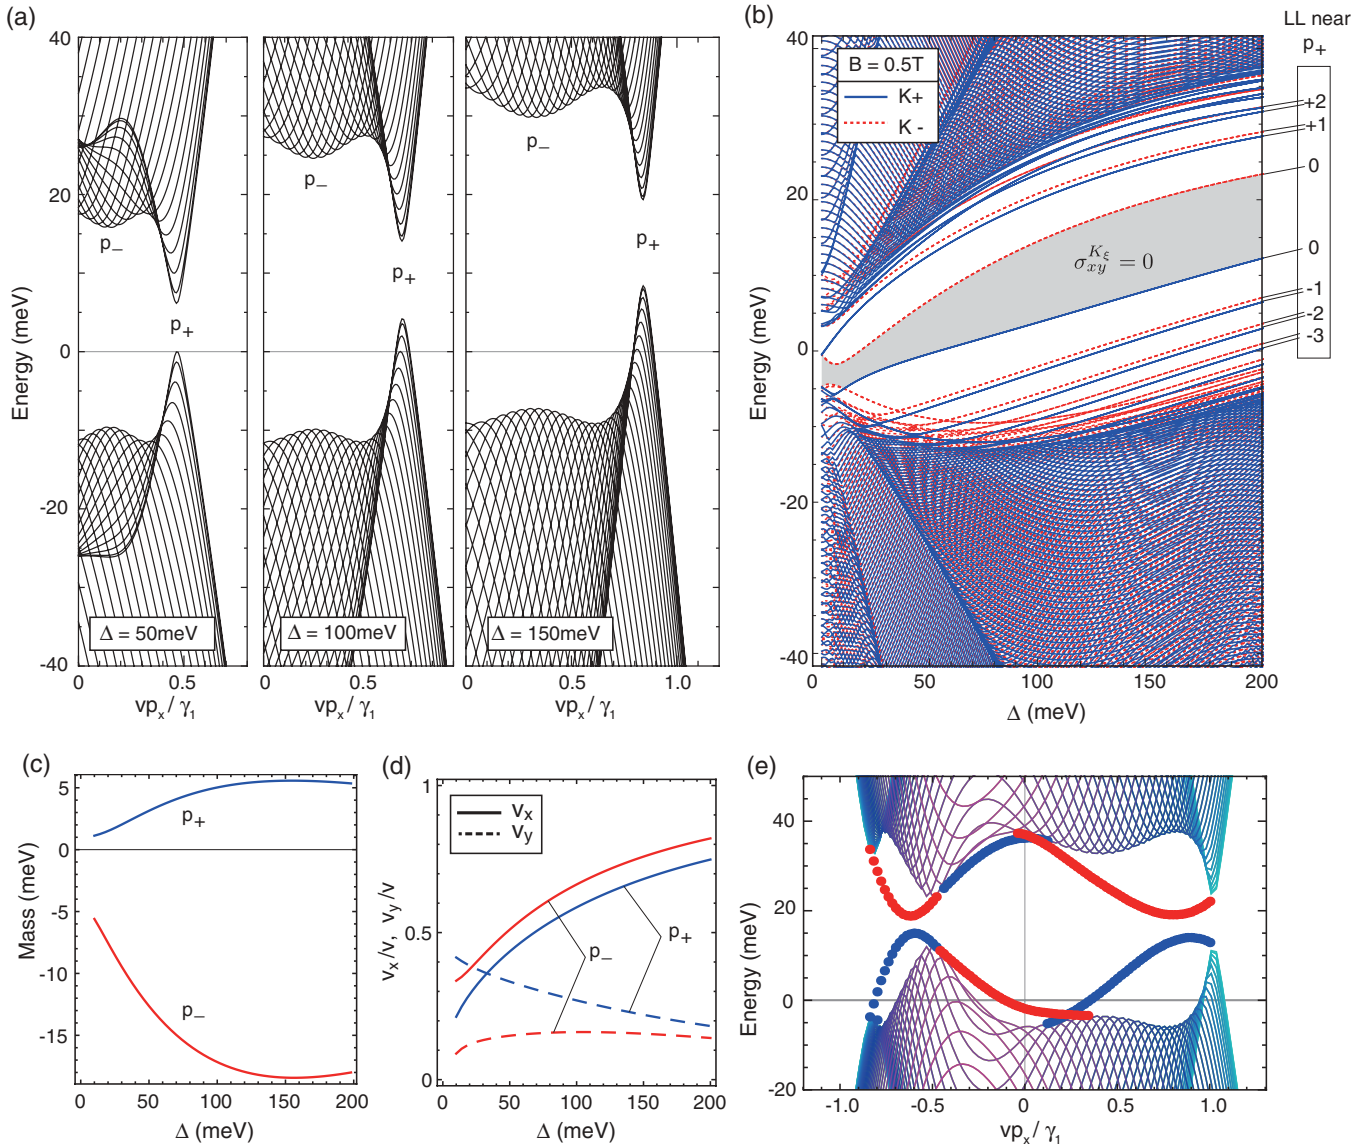 (a)
40
30
20
10
0
-10
-20
-30
-40
Energy (meV)
p−
p+
p−
p+
p−
p+
Δ = 50meV
Δ = 100meV
Δ = 150meV
0 0.5
0 0.5
0 0.5 1.0
vpx / γ1
vpx / γ1
vpx / γ1
(b)
LL near
p+
B = 0.5T
K+
K -
40
20
0
-20
-40
Energy (meV)
+2
+1
0
0
-1
-2
-3
σxy^Kξ = 0
0 50 100 150 200
Δ (meV)
(c)
5
0
-5
-10
-15
Mass (meV)
p+
p−
0 50 100 150 200
Δ (meV)
(d)
1
0.5
0
vx/v, vy/v
Vx
Vy
p−
p+
0 50 100 150 200
Δ (meV)
(e)
40
20
0
-20
Energy (meV)
-1.0 -0.5 0 0.5 1.0
vpx / γ1